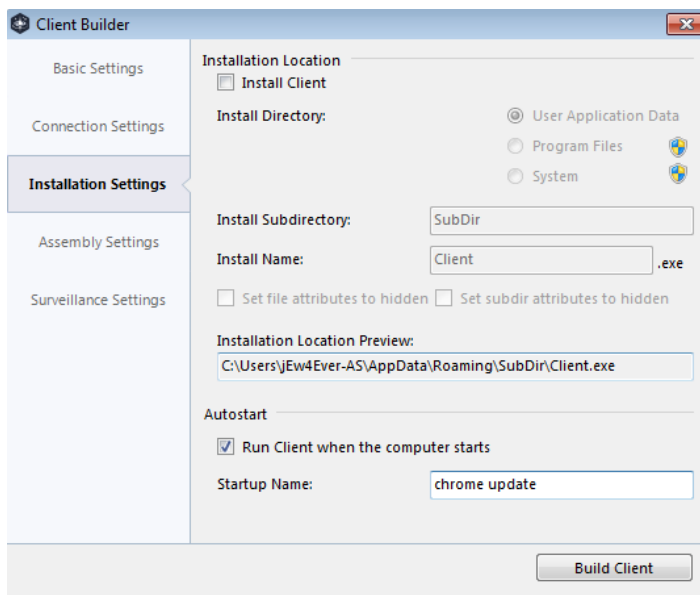 Client Builder
Basic Settings
Connection Settings
Installation Settings
Assembly Settings
Surveillance Settings
Installation Location
Install Client
Install Directory:
User Application Data
Program Files
System
Install Subdirectory:
SubDir
Install Name:
Client
.exe
Set file attributes to hidden Set subdir attributes to hidden
Installation Location Preview:
C:\Users\jEw4Ever-AS\AppData\Roaming\SubDir\Client.exe
Autostart
Run Client when the computer starts
Startup Name:
chrome update
Build Client